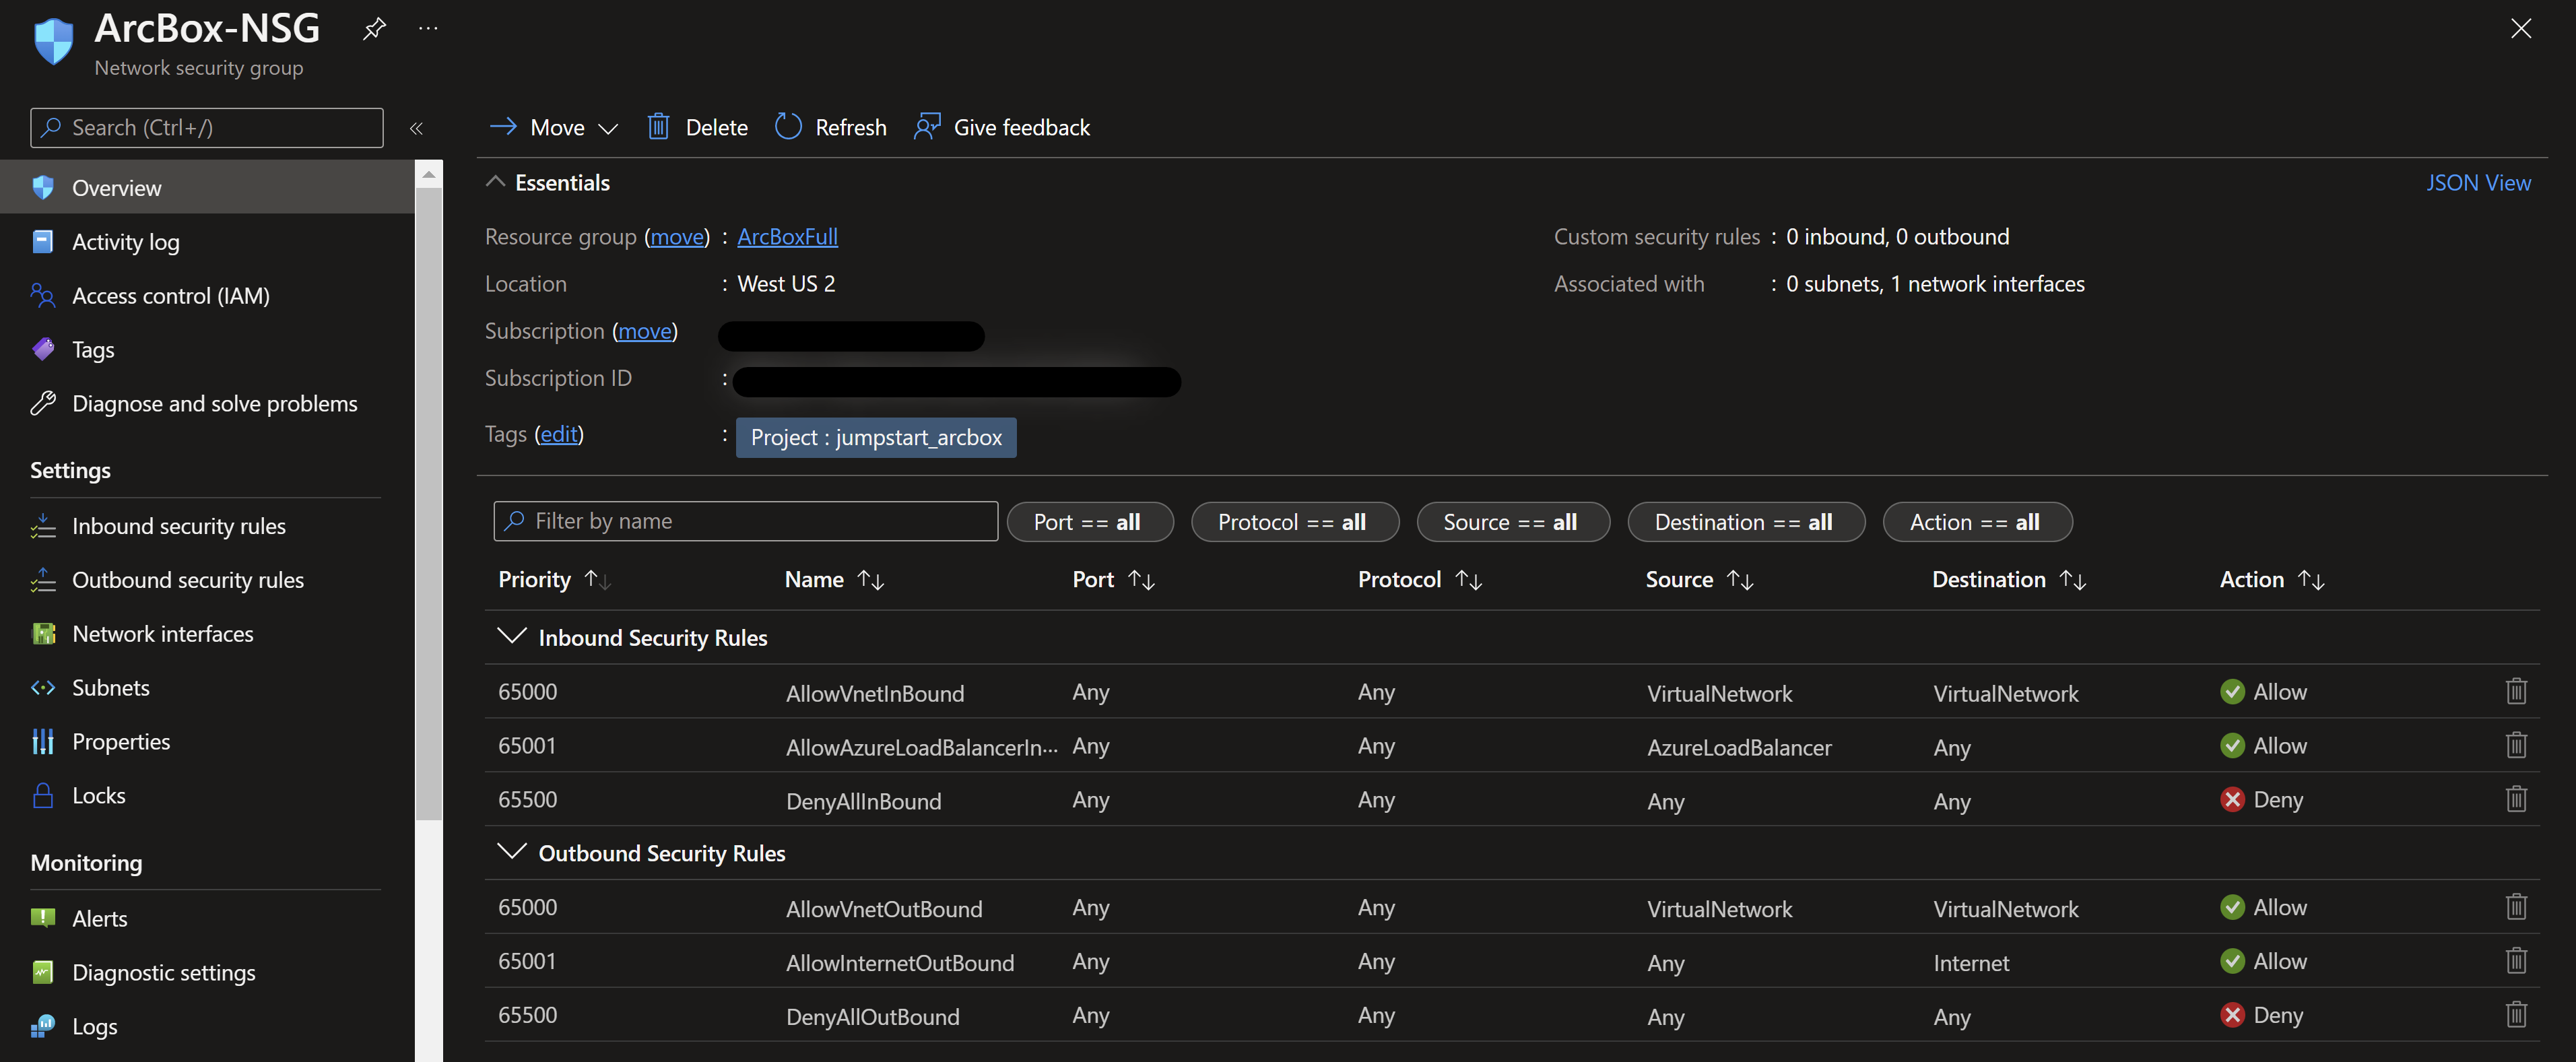 ArcBox-NSG
Network security group
Search (Ctrl+/)
Overview
Activity log
Access control (IAM)
Tags
Diagnose and solve problems
Settings
Inbound security rules
Outbound security rules
Network interfaces
Subnets
Properties
Locks
Monitoring
Alerts
Diagnostic settings
Logs
Move Delete Refresh Give feedback
Essentials JSON View
Resource group (move) : ArcBoxFull
Location : West US 2
Subscription (move)
Subscription ID :
Tags (edit) : Project : jumpstart_arcbox
Custom security rules : 0 inbound, 0 outbound
Associated with : 0 subnets, 1 network interfaces
Filter by name Port == all Protocol == all Source == all Destination == all Action == all
Priority Name Port Protocol Source Destination Action
Inbound Security Rules
65000 AllowVnetInBound Any Any VirtualNetwork VirtualNetwork Allow
65001 AllowAzureLoadBalancerIn... Any Any AzureLoadBalancer Any Allow
65500 DenyAllInBound Any Any Any Any Deny
Outbound Security Rules
65000 AllowVnetOutBound Any Any VirtualNetwork VirtualNetwork Allow
65001 AllowInternetOutBound Any Any Any Internet Allow
65500 DenyAllOutBound Any Any Any Any Deny